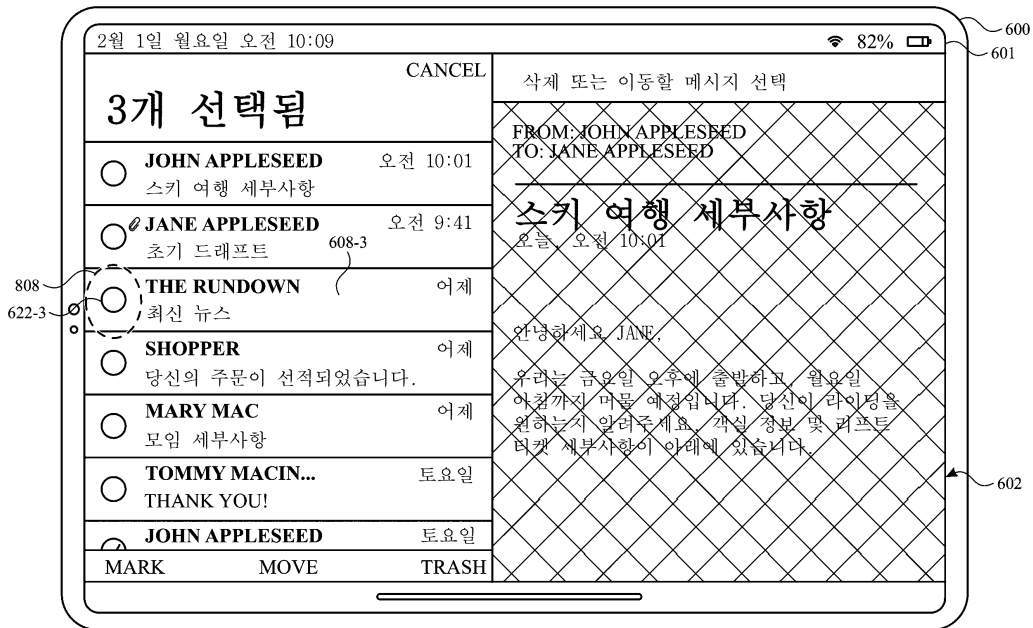 2월 1일 월요일 오전 10:09
82%
600
601
CANCEL
3개 선택됨
삭제 또는 이동할 메시지 선택
JOHN APPLESEED 오전 10:01
스키 여행 세부사항
JANE APPLESEED 오전 9:41
초기 드래프트
608-3
808
622-3
THE RUNDOWN 어제
최신 뉴스
SHOPPER 어제
당신의 주문이 선적되었습니다.
MARY MAC 어제
모임 세부사항
TOMMY MACIN... 토요일
THANK YOU!
JOHN APPLESEED 토요일
MARK MOVE TRASH
FROM: JOHN APPLESEED
TO: JANE APPLESEED
스키 여행 세부사항
오늘, 오전 10:01
안녕하세요 JANE,
우리는 금요일 오후에 출발하고, 월요일
아침까지 머물 예정입니다. 당신이 라이딩을
원하는지 알려주세요. 객실 정보 및 리프트
티켓 세부사항이 아래에 있습니다.
602